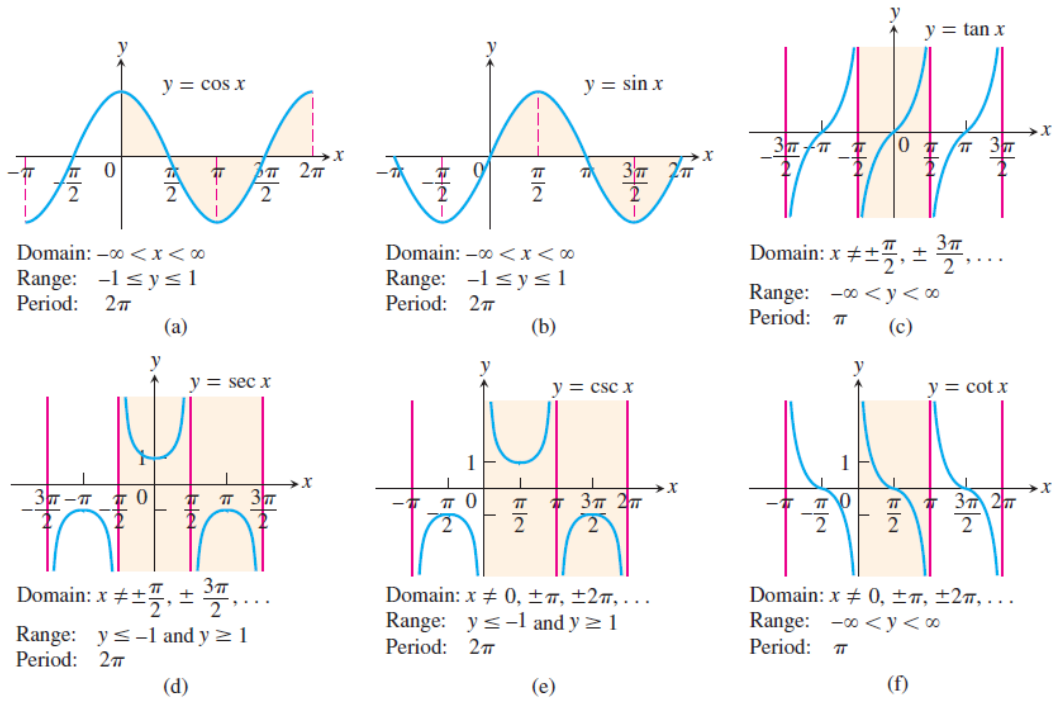 y
y = cos x
x
−π −π/2 0 π/2 π 3π/2 2π
Domain: −∞ < x < ∞
Range: −1 ≤ y ≤ 1
Period: 2π
(a)
y
y = sin x
x
−π −π/2 0 π/2 π 3π/2 2π
Domain: −∞ < x < ∞
Range: −1 ≤ y ≤ 1
Period: 2π
(b)
y
y = tan x
x
−3π/2 −π −π/2 0 π/2 π 3π/2
Domain: x ≠ ±π/2, ± 3π/2, . . .
Range: −∞ < y < ∞
Period: π
(c)
y
y = sec x
1
x
−3π/2 −π −π/2 0 π/2 π 3π/2
Domain: x ≠ ±π/2, ± 3π/2, . . .
Range: y ≤ −1 and y ≥ 1
Period: 2π
(d)
y
y = csc x
1
x
−π −π/2 0 π/2 π 3π/2 2π
Domain: x ≠ 0, ±π, ±2π, . . .
Range: y ≤ −1 and y ≥ 1
Period: 2π
(e)
y
y = cot x
1
x
−π −π/2 0 π/2 π 3π/2 2π
Domain: x ≠ 0, ±π, ±2π, . . .
Range: −∞ < y < ∞
Period: π
(f)